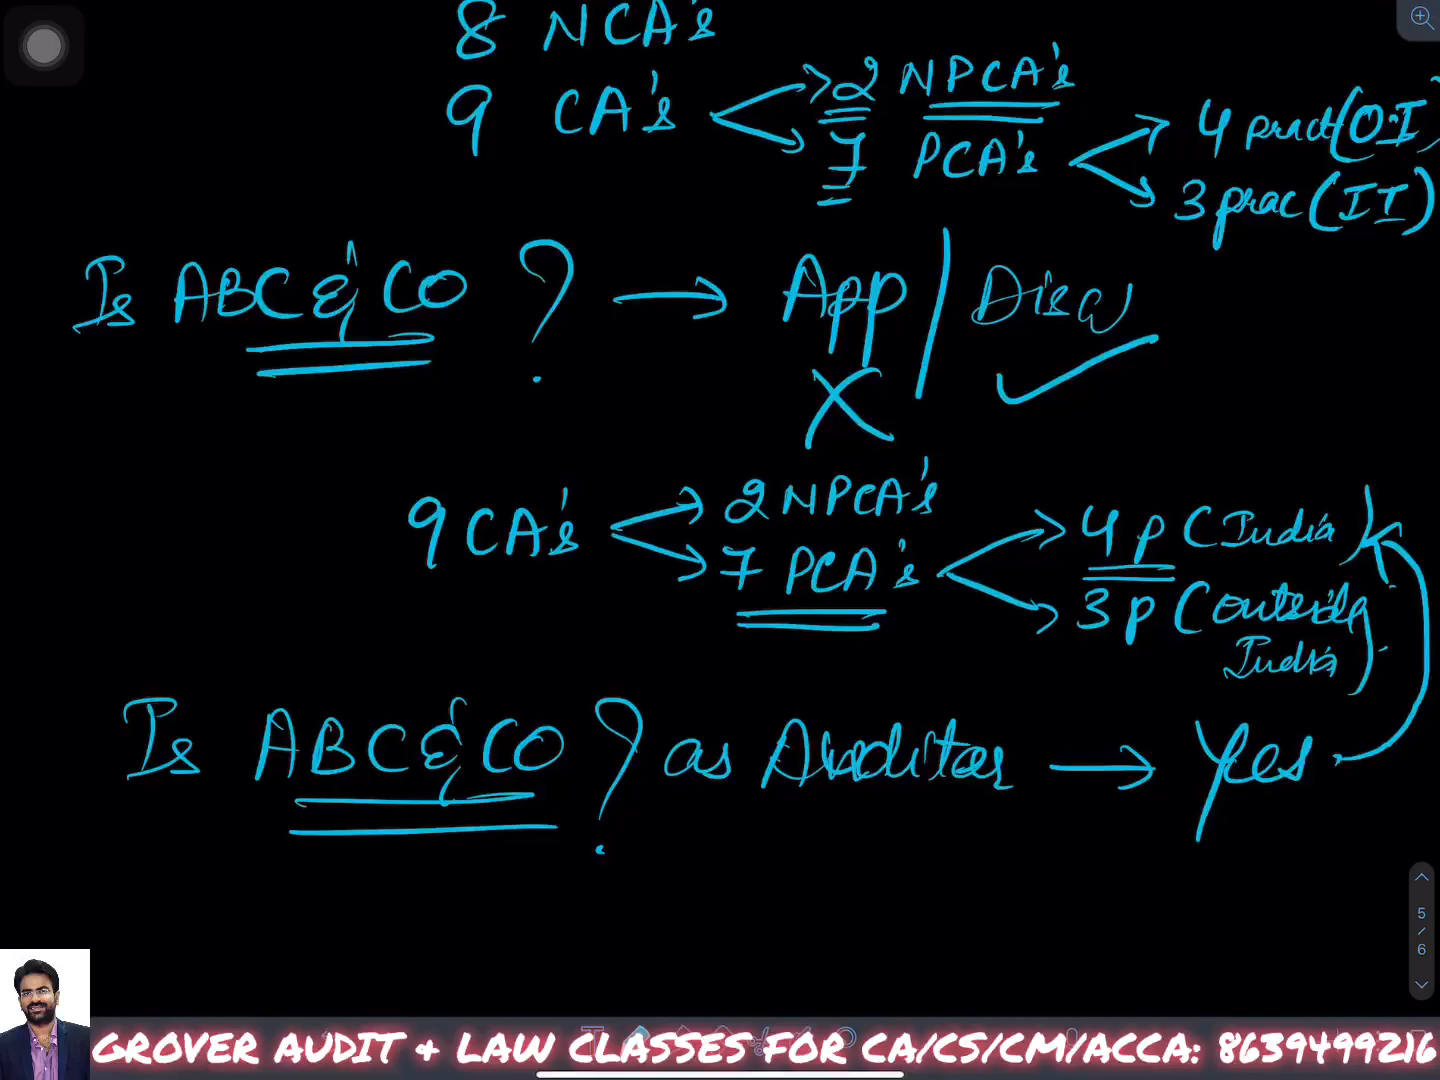 8 NCA's
9 CA's 2 NPCA's
7 PCA's 4 pract (O.I)
3 prac (II)
Is ABC & CO ? → App / Disq
X ✓
9 CA's 2 NPCA's 4 p (India)
7 PCA's 3 p (outside India)
Is ABC & CO ? as Auditor → Yes
5
/
6
GROVER AUDIT + LAW CLASSES FOR CA/CS/CM/ACCA: 8639499216